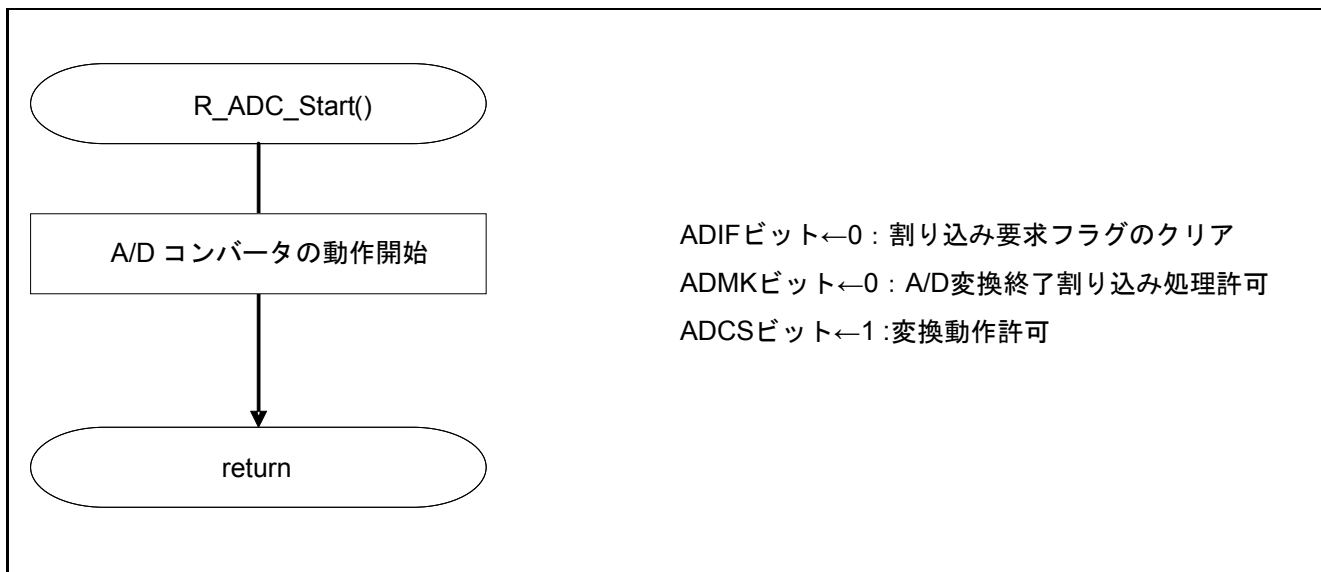 R_ADC_Start()
A/D コンバータの動作開始
ADIFビット←0：割り込み要求フラグのクリア
ADMKビット←0：A/D変換終了割り込み処理許可
ADCSビット←1 :変換動作許可
return